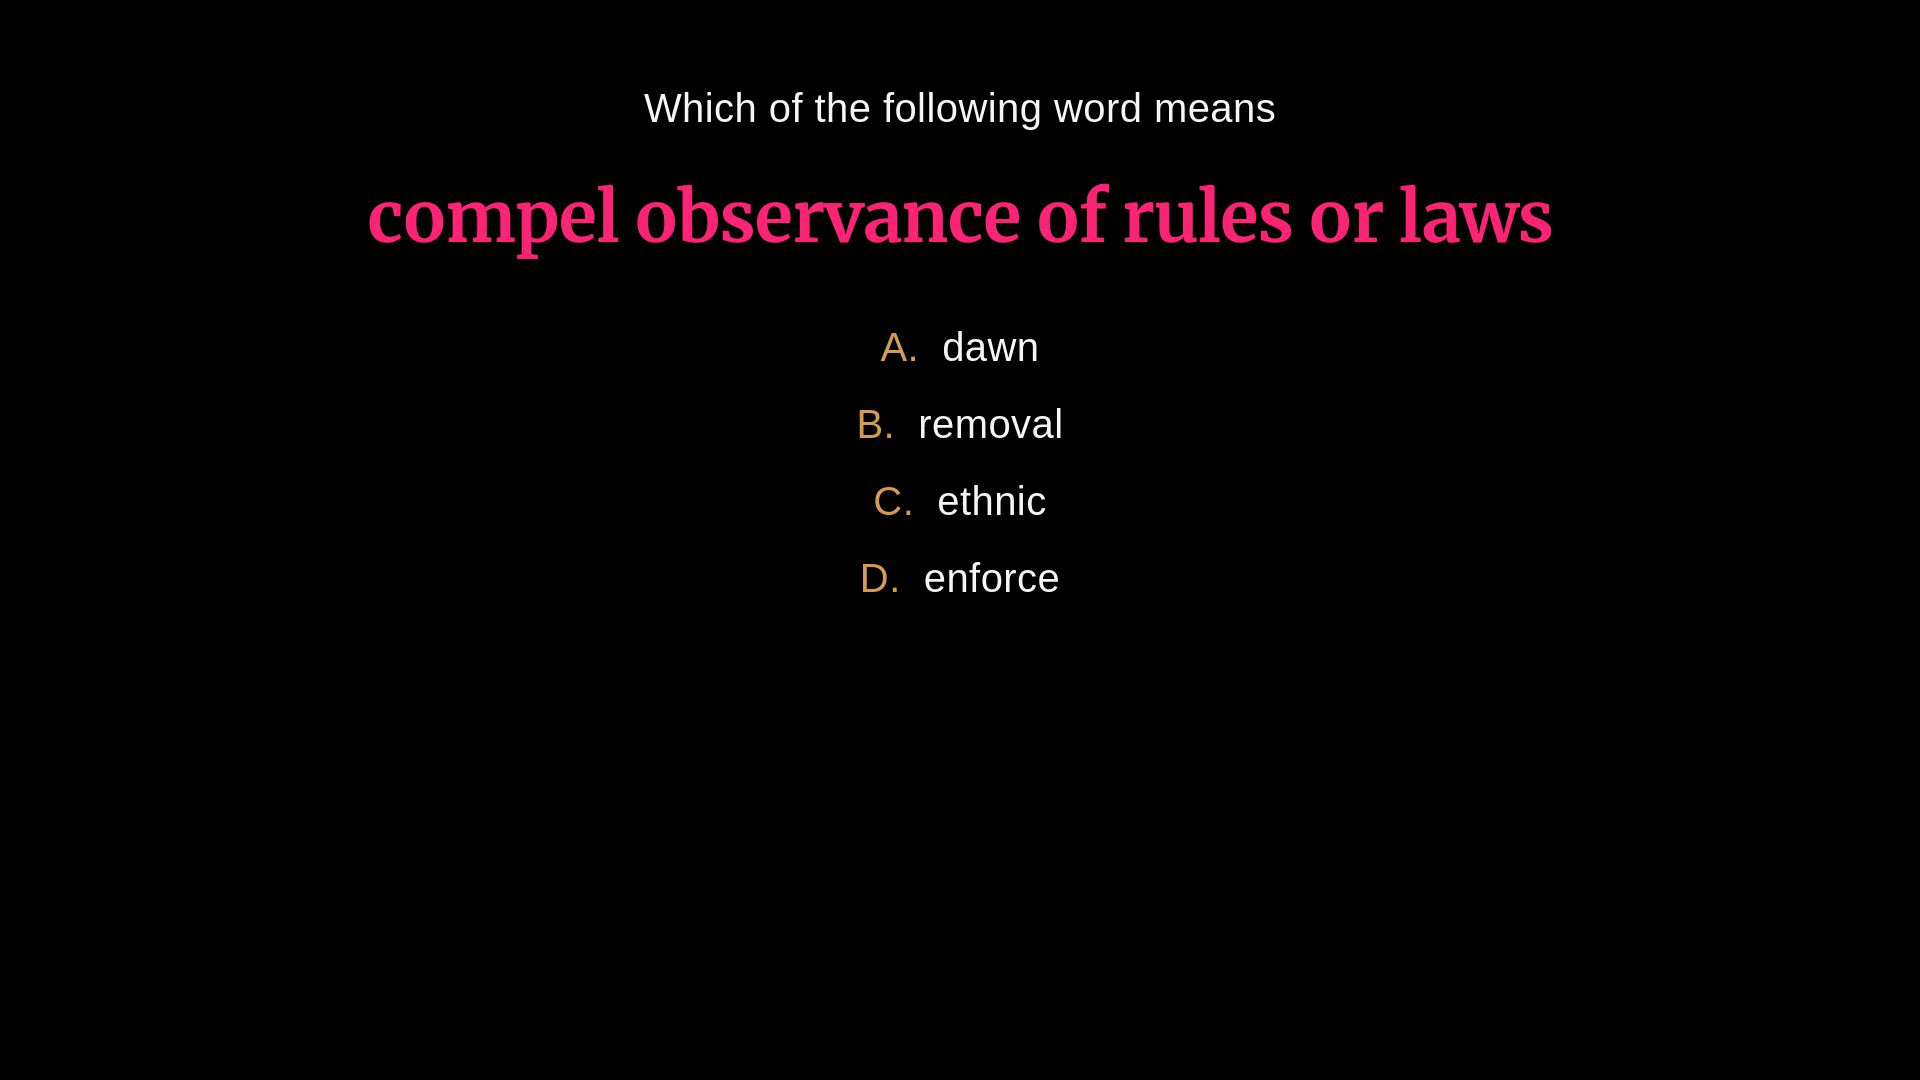 Which of the following word means
compel observance of rules or laws
A. dawn
B. removal
C. ethnic
D. enforce